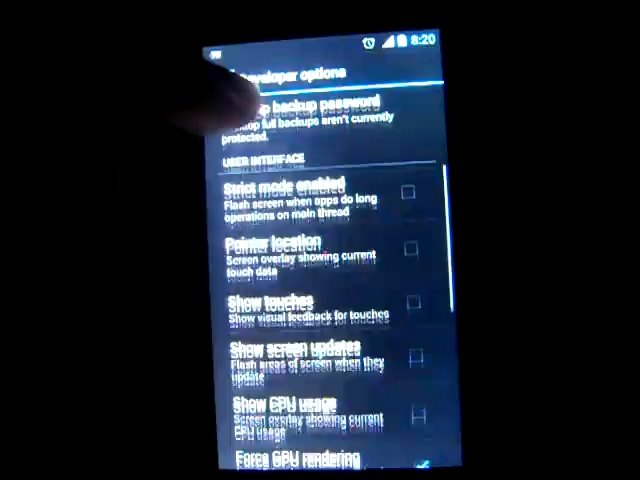 8:20
Developer options
backup password
full backups aren't currently
protected.
USER INTERFACE
Strict mode enabled
Flash screen when apps do long
operations on main thread
Pointer location
Screen overlay showing current
touch data
Show touches
Show visual feedback for touches
Show screen updates
Flash areas of screen when they
update
Show CPU usage
Screen overlay showing current
CPU usage
Force GPU rendering